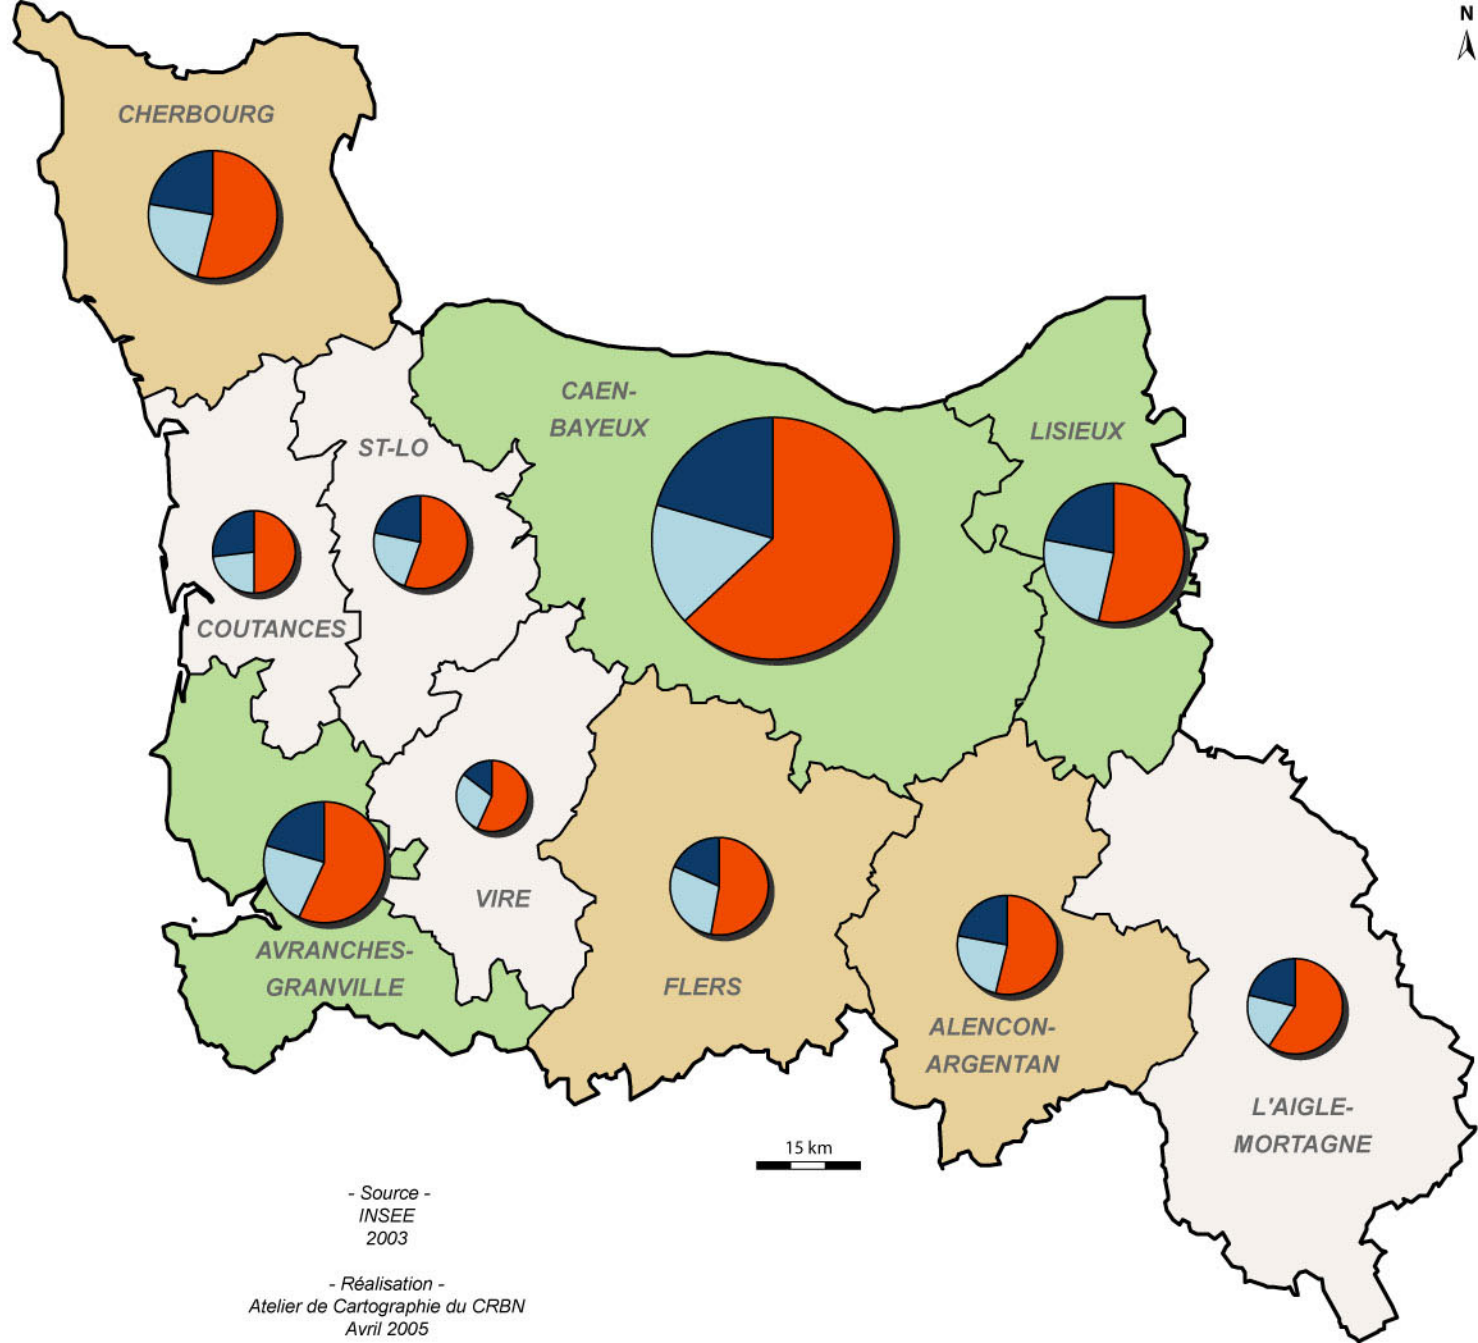 N
CHERBOURG
CAEN-
BAYEUX
LISIEUX
ST-LO
COUTANCES
VIRE
AVRANCHES-
GRANVILLE
FLERS
ALENCON-
ARGENTAN
L'AIGLE-
MORTAGNE
15 km
- Source -
INSEE
2003
- Réalisation -
Atelier de Cartographie du CRBN
Avril 2005